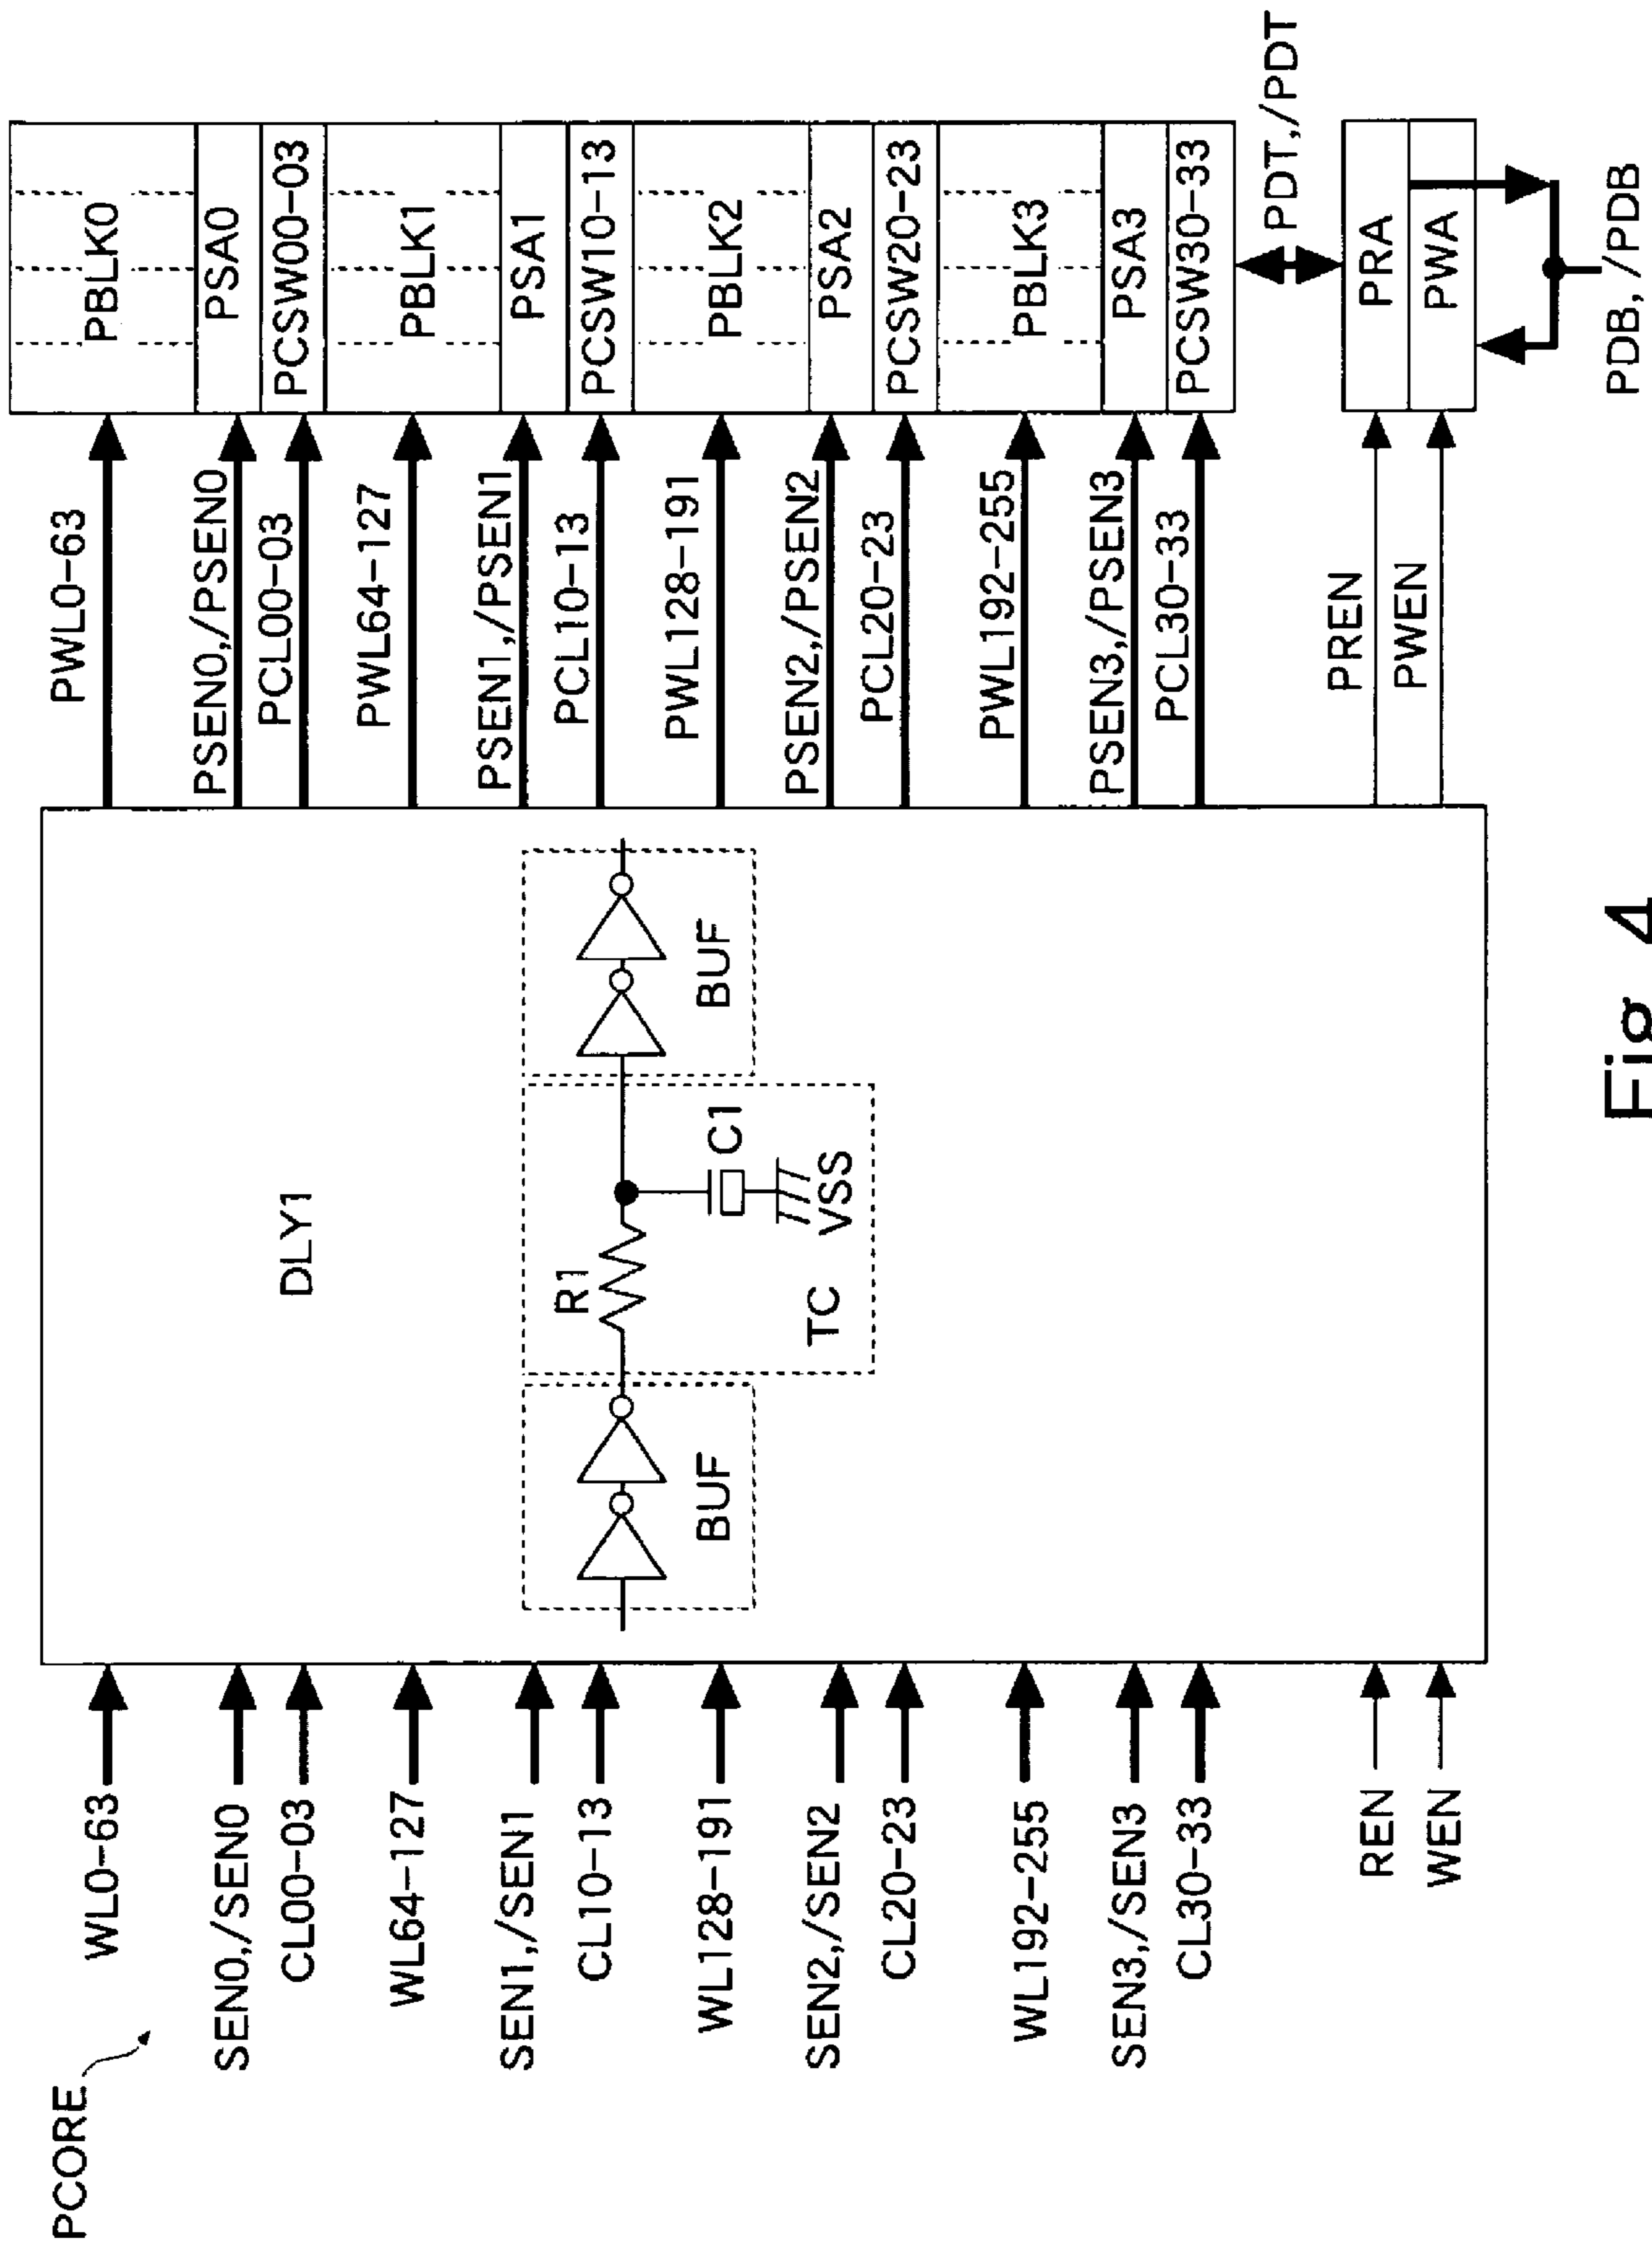 PCORE
WL0-63
SEN0,/SEN0
CL00-03
WL64-127
SEN1,/SEN1
CL10-13
WL128-191
SEN2,/SEN2
CL20-23
WL192-255
SEN3,/SEN3
CL30-33
REN
WEN
DLY1
BUF
R1
C1
TC
VSS
BUF
PWL0-63
PSEN0,/PSEN0
PCL00-03
PWL64-127
PSEN1,/PSEN1
PCL10-13
PWL128-191
PSEN2,/PSEN2
PCL20-23
PWL192-255
PSEN3,/PSEN3
PCL30-33
PREN
PWEN
PBLK0
PSA0
PCSW00-03
PBLK1
PSA1
PCSW10-13
PBLK2
PSA2
PCSW20-23
PBLK3
PSA3
PCSW30-33
PDT,/PDT
PRA
PWA
PDB, /PDB
Fig. 4